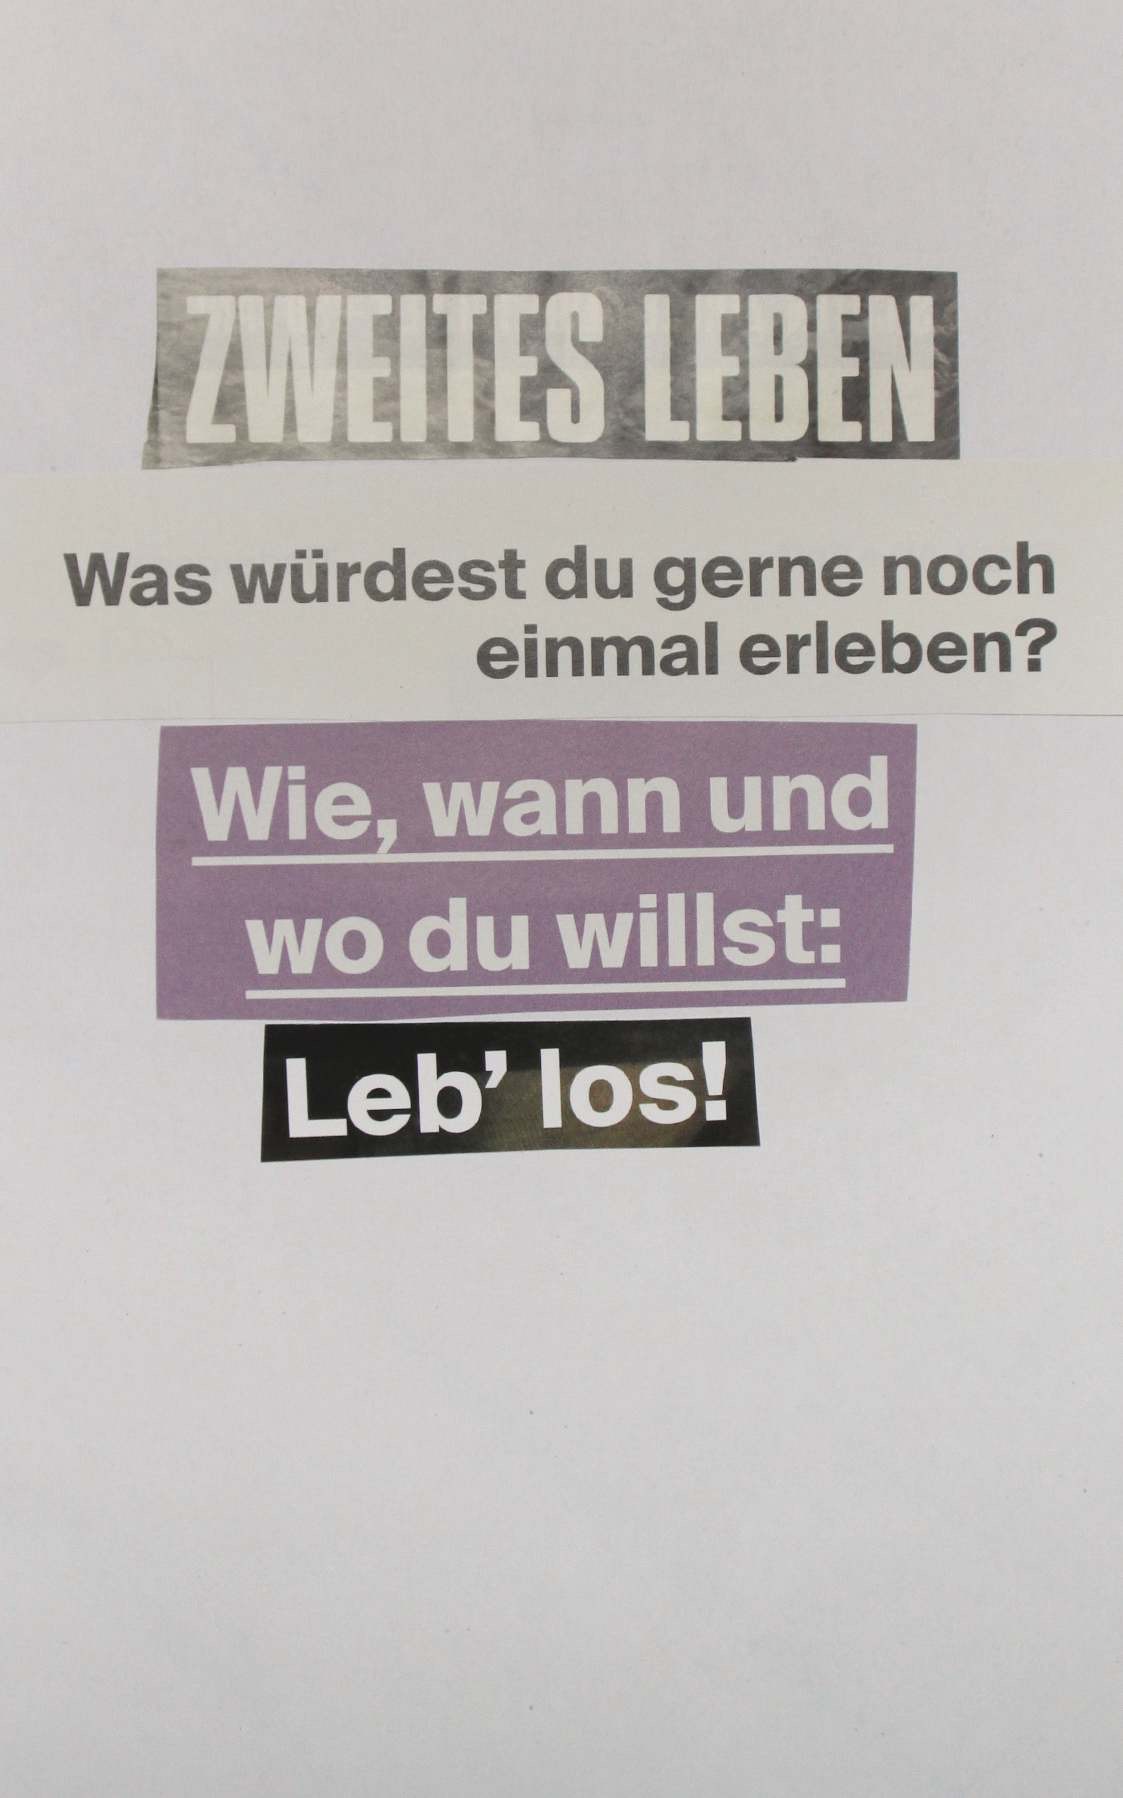 ZWEITES LEBEN
Was würdest du gerne noch
einmal erleben?
Wie, wann und
wo du willst:
Leb’ los!